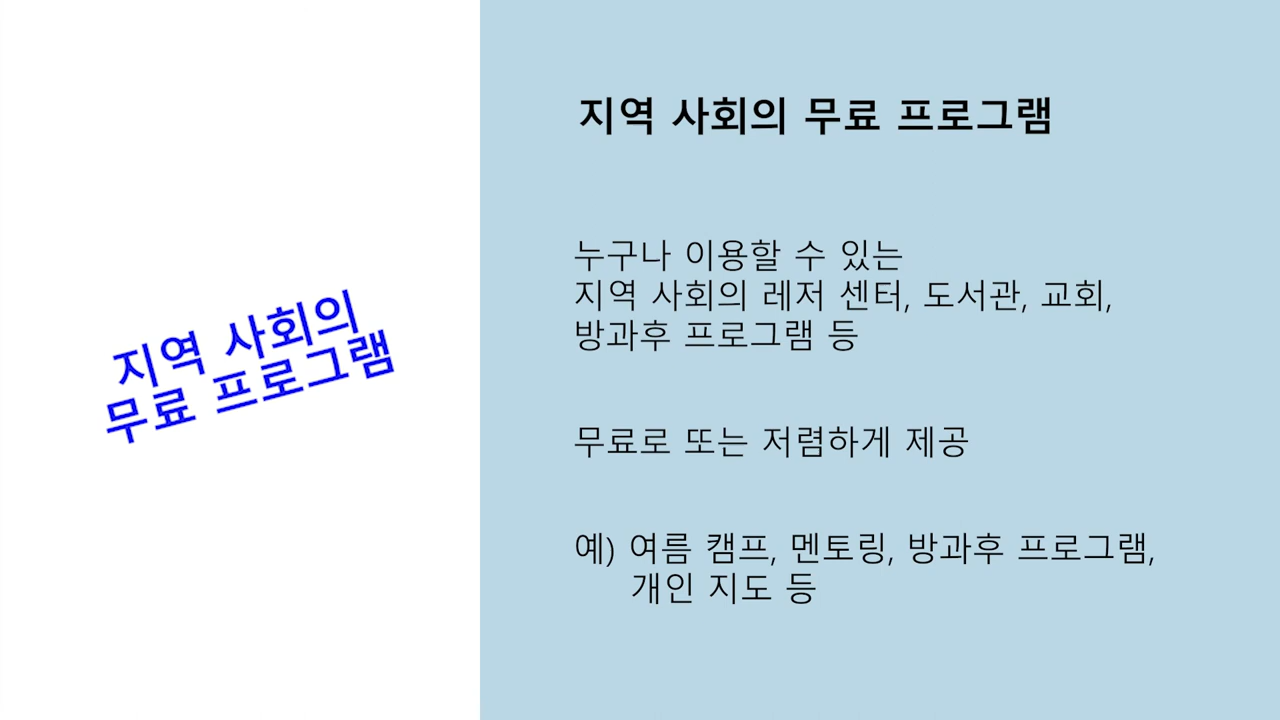 지역 사회의
무료 프로그램
지역 사회의 무료 프로그램
누구나 이용할 수 있는
지역 사회의 레저 센터, 도서관, 교회,
방과후 프로그램 등
무료로 또는 저렴하게 제공
예) 여름 캠프, 멘토링, 방과후 프로그램,
개인 지도 등